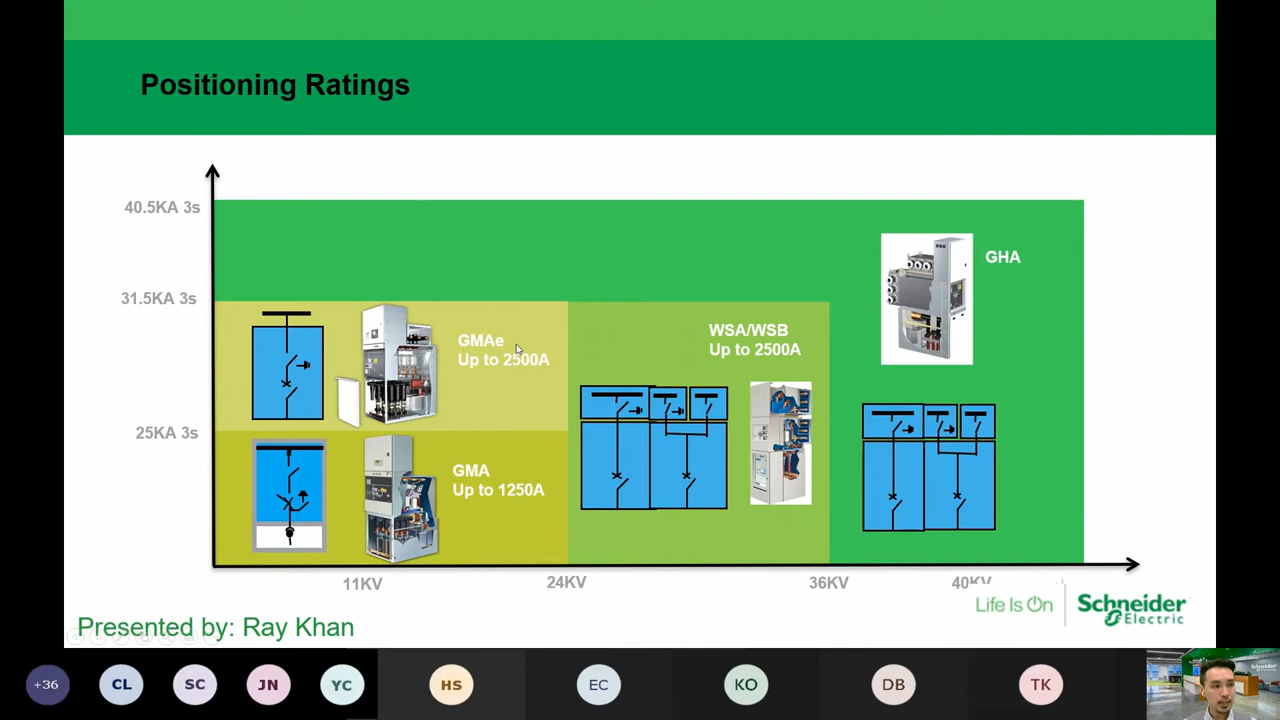 Positioning Ratings
40.5KA 3s
31.5KA 3s
25KA 3s
GHA
WSA/WSB
Up to 2500A
GMAe
Up to 2500A
GMA
Up to 1250A
11KV
24KV
36KV
40KV
Life Is On
Schneider
Electric
Presented by: Ray Khan
+36
CL
SC
JN
YC
HS
EC
KO
DB
TK